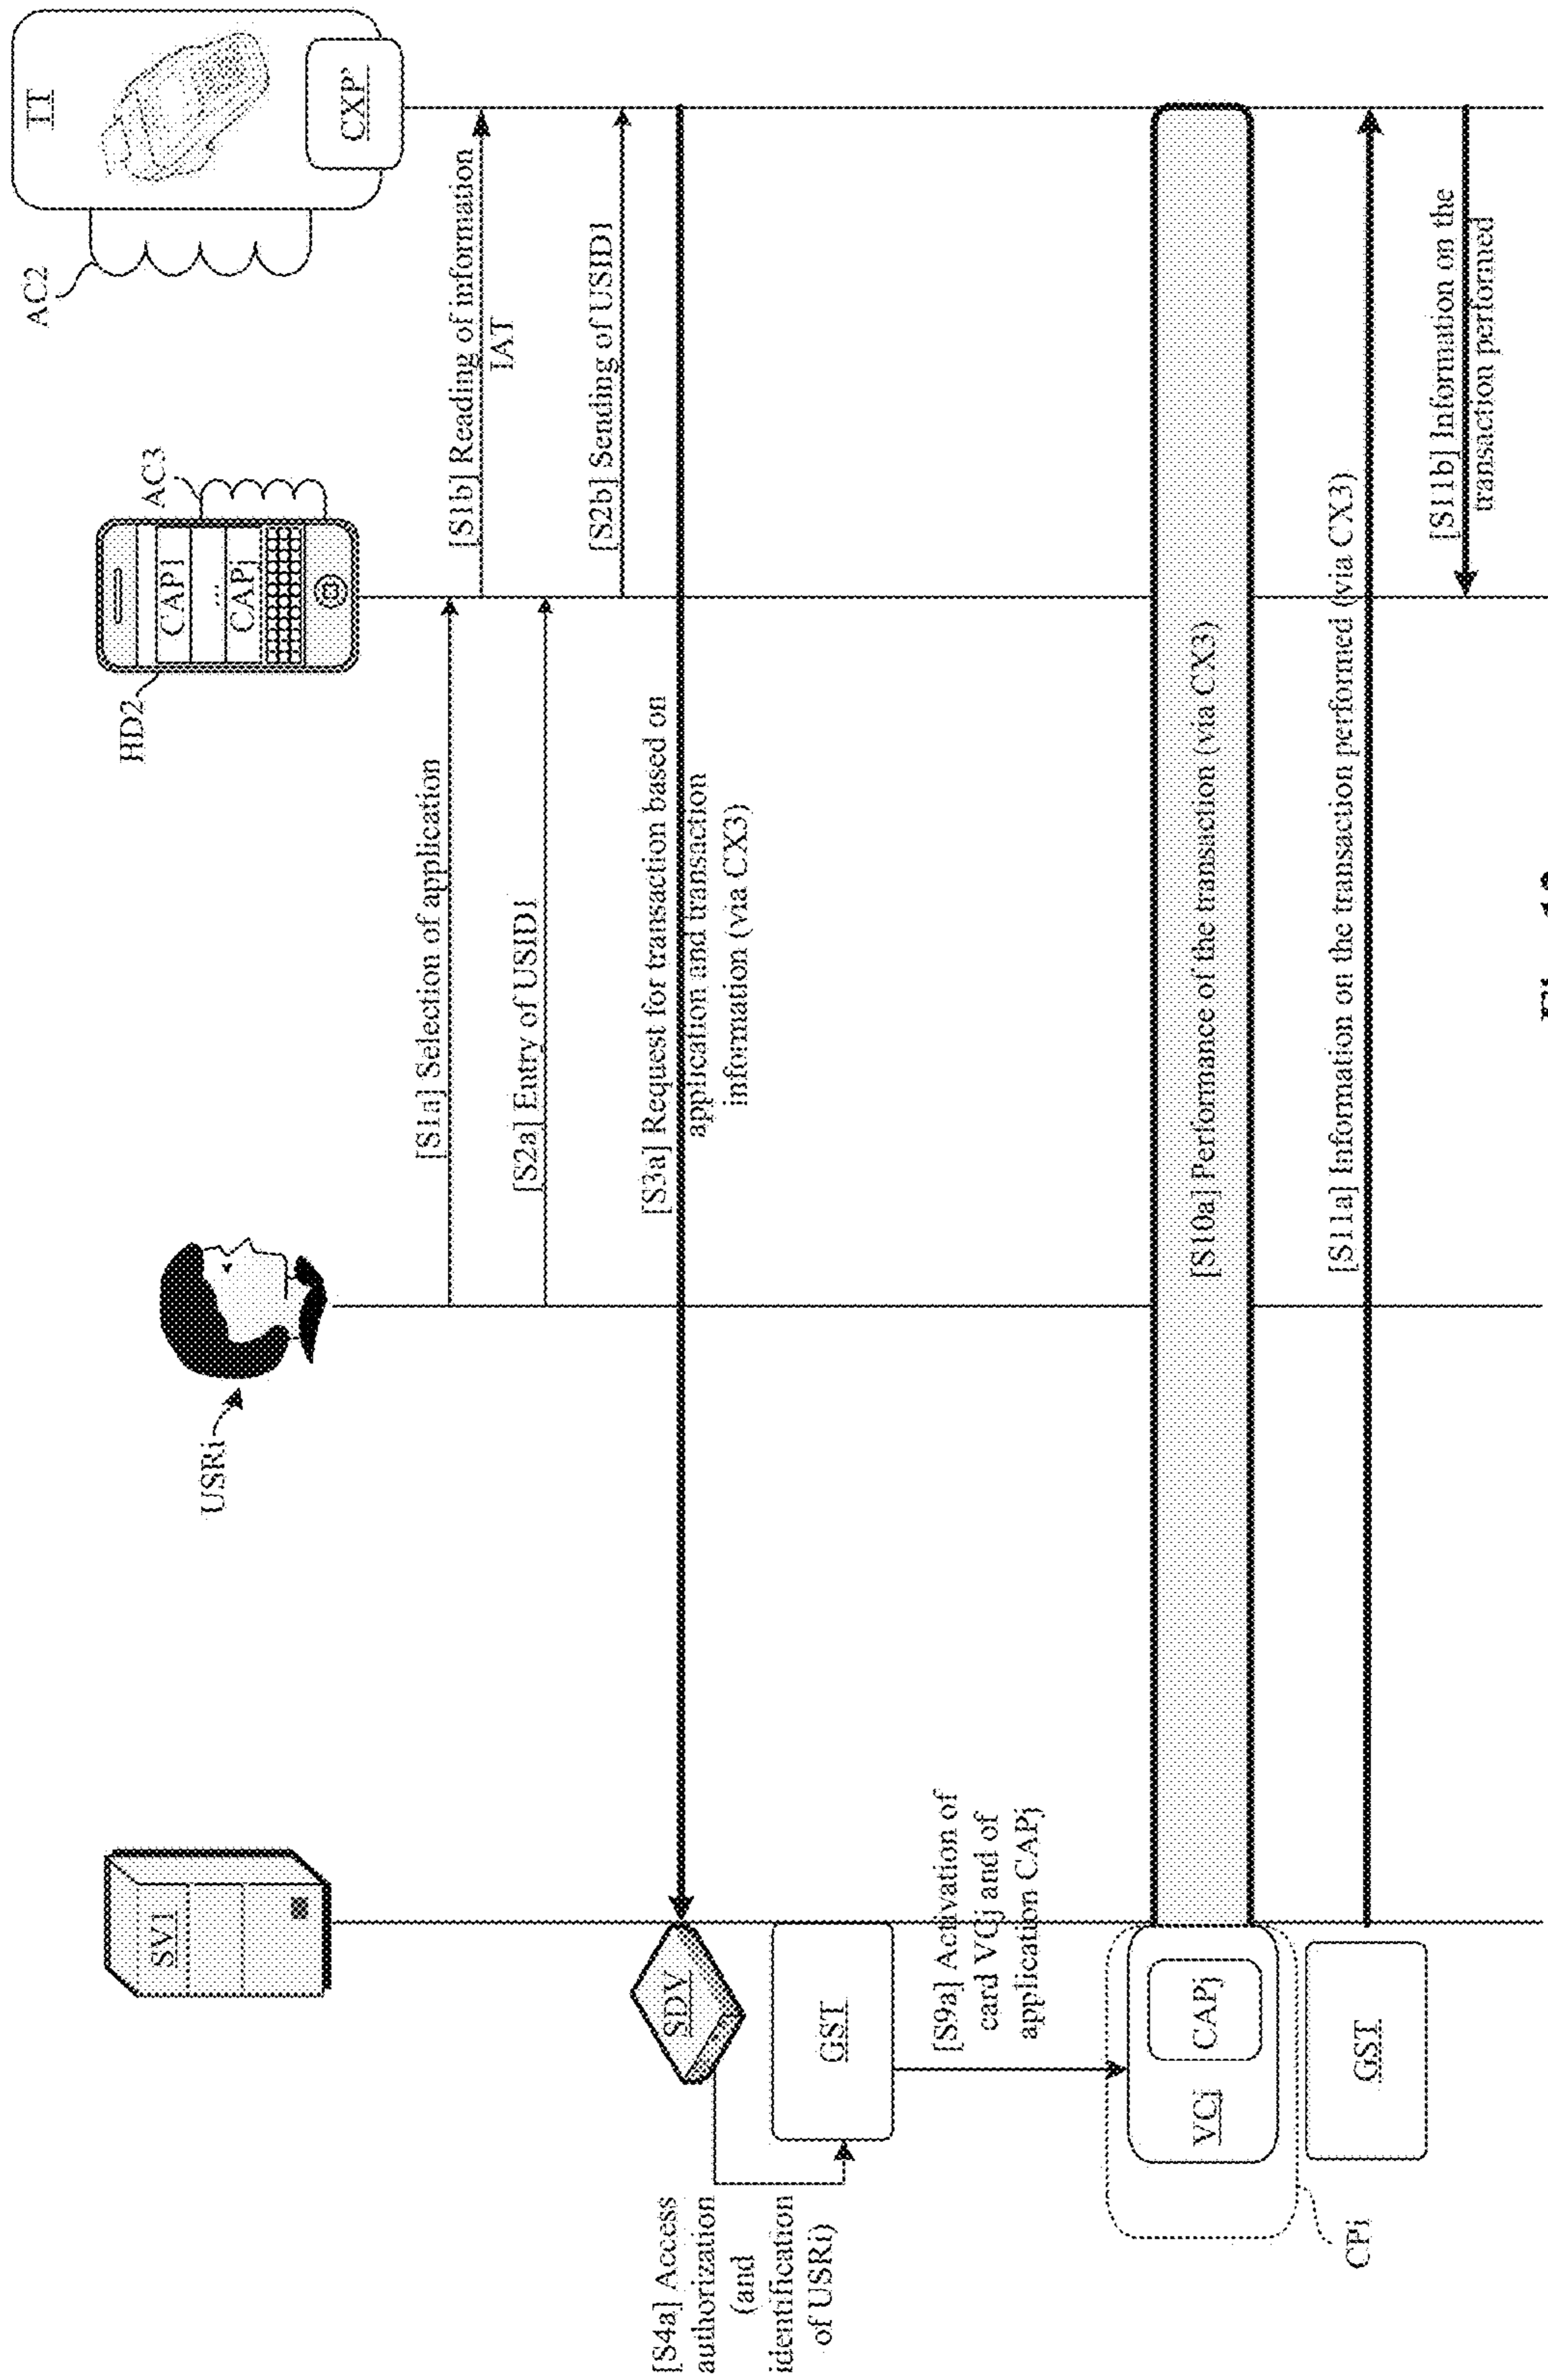 SV1
USRi
HD2
CAP1
...
CAPj
AC3
AC2
TT
CXP'
[S1a] Selection of application
[S1b] Reading of information
IAT
[S2a] Entry of USID1
[S2b] Sending of USID1
[S3a] Request for transaction based on
application and transaction
information (via CX3)
SDV
[S4a] Access
authorization
(and
identification
of USRi)
GST
[S9a] Activation of
card VCj and of
application CAPj
VCj
CAPj
CPi
[S10a] Performance of the transaction (via CX3)
GST
[S11a] Information on the transaction performed (via CX3)
[S11b] Information on the
transaction performed